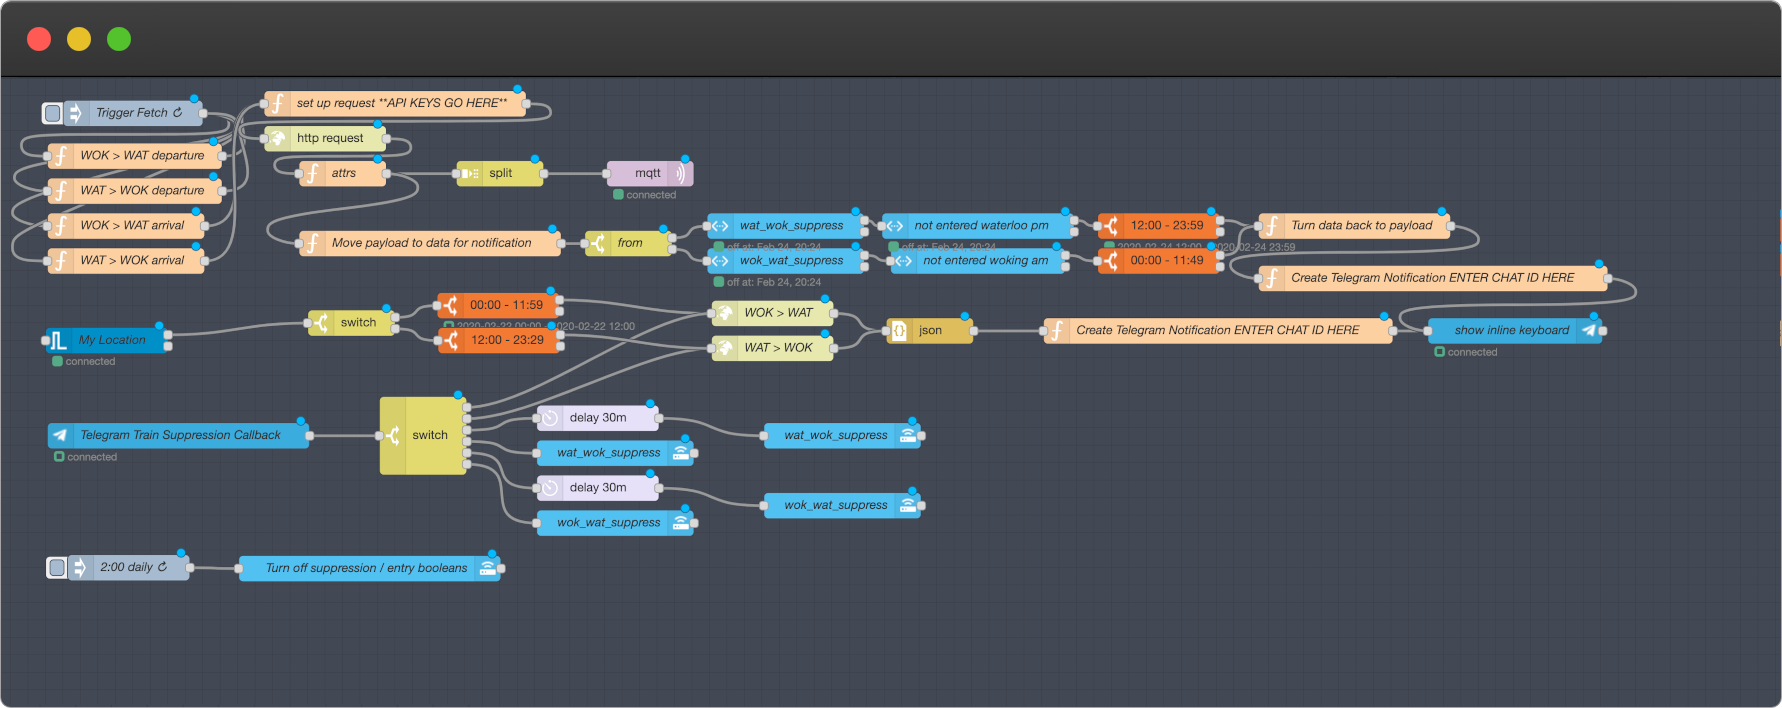 Trigger Fetch ↻
set up request **API KEYS GO HERE**
http request
WOK > WAT departure
attrs
split
mqtt
connected
WAT > WOK departure
WOK > WAT arrival
WAT > WOK arrival
Move payload to data for notification
from
wat_wok_suppress
off at: Feb 24, 20:24
not entered waterloo pm
off at: Feb 24, 20:24
12:00 - 23:59
2020-02-24 12:00 - 2020-02-24 23:59
Turn data back to payload
wok_wat_suppress
off at: Feb 24, 20:24
not entered woking am
00:00 - 11:49
Create Telegram Notification ENTER CHAT ID HERE
My Location
connected
switch
00:00 - 11:59
2020-02-22 00:00 - 2020-02-22 12:00
12:00 - 23:29
WOK > WAT
WAT > WOK
json
Create Telegram Notification ENTER CHAT ID HERE
show inline keyboard
connected
Telegram Train Suppression Callback
connected
switch
delay 30m
wat_wok_suppress
wat_wok_suppress
delay 30m
wok_wat_suppress
wok_wat_suppress
2:00 daily ↻
Turn off suppression / entry booleans